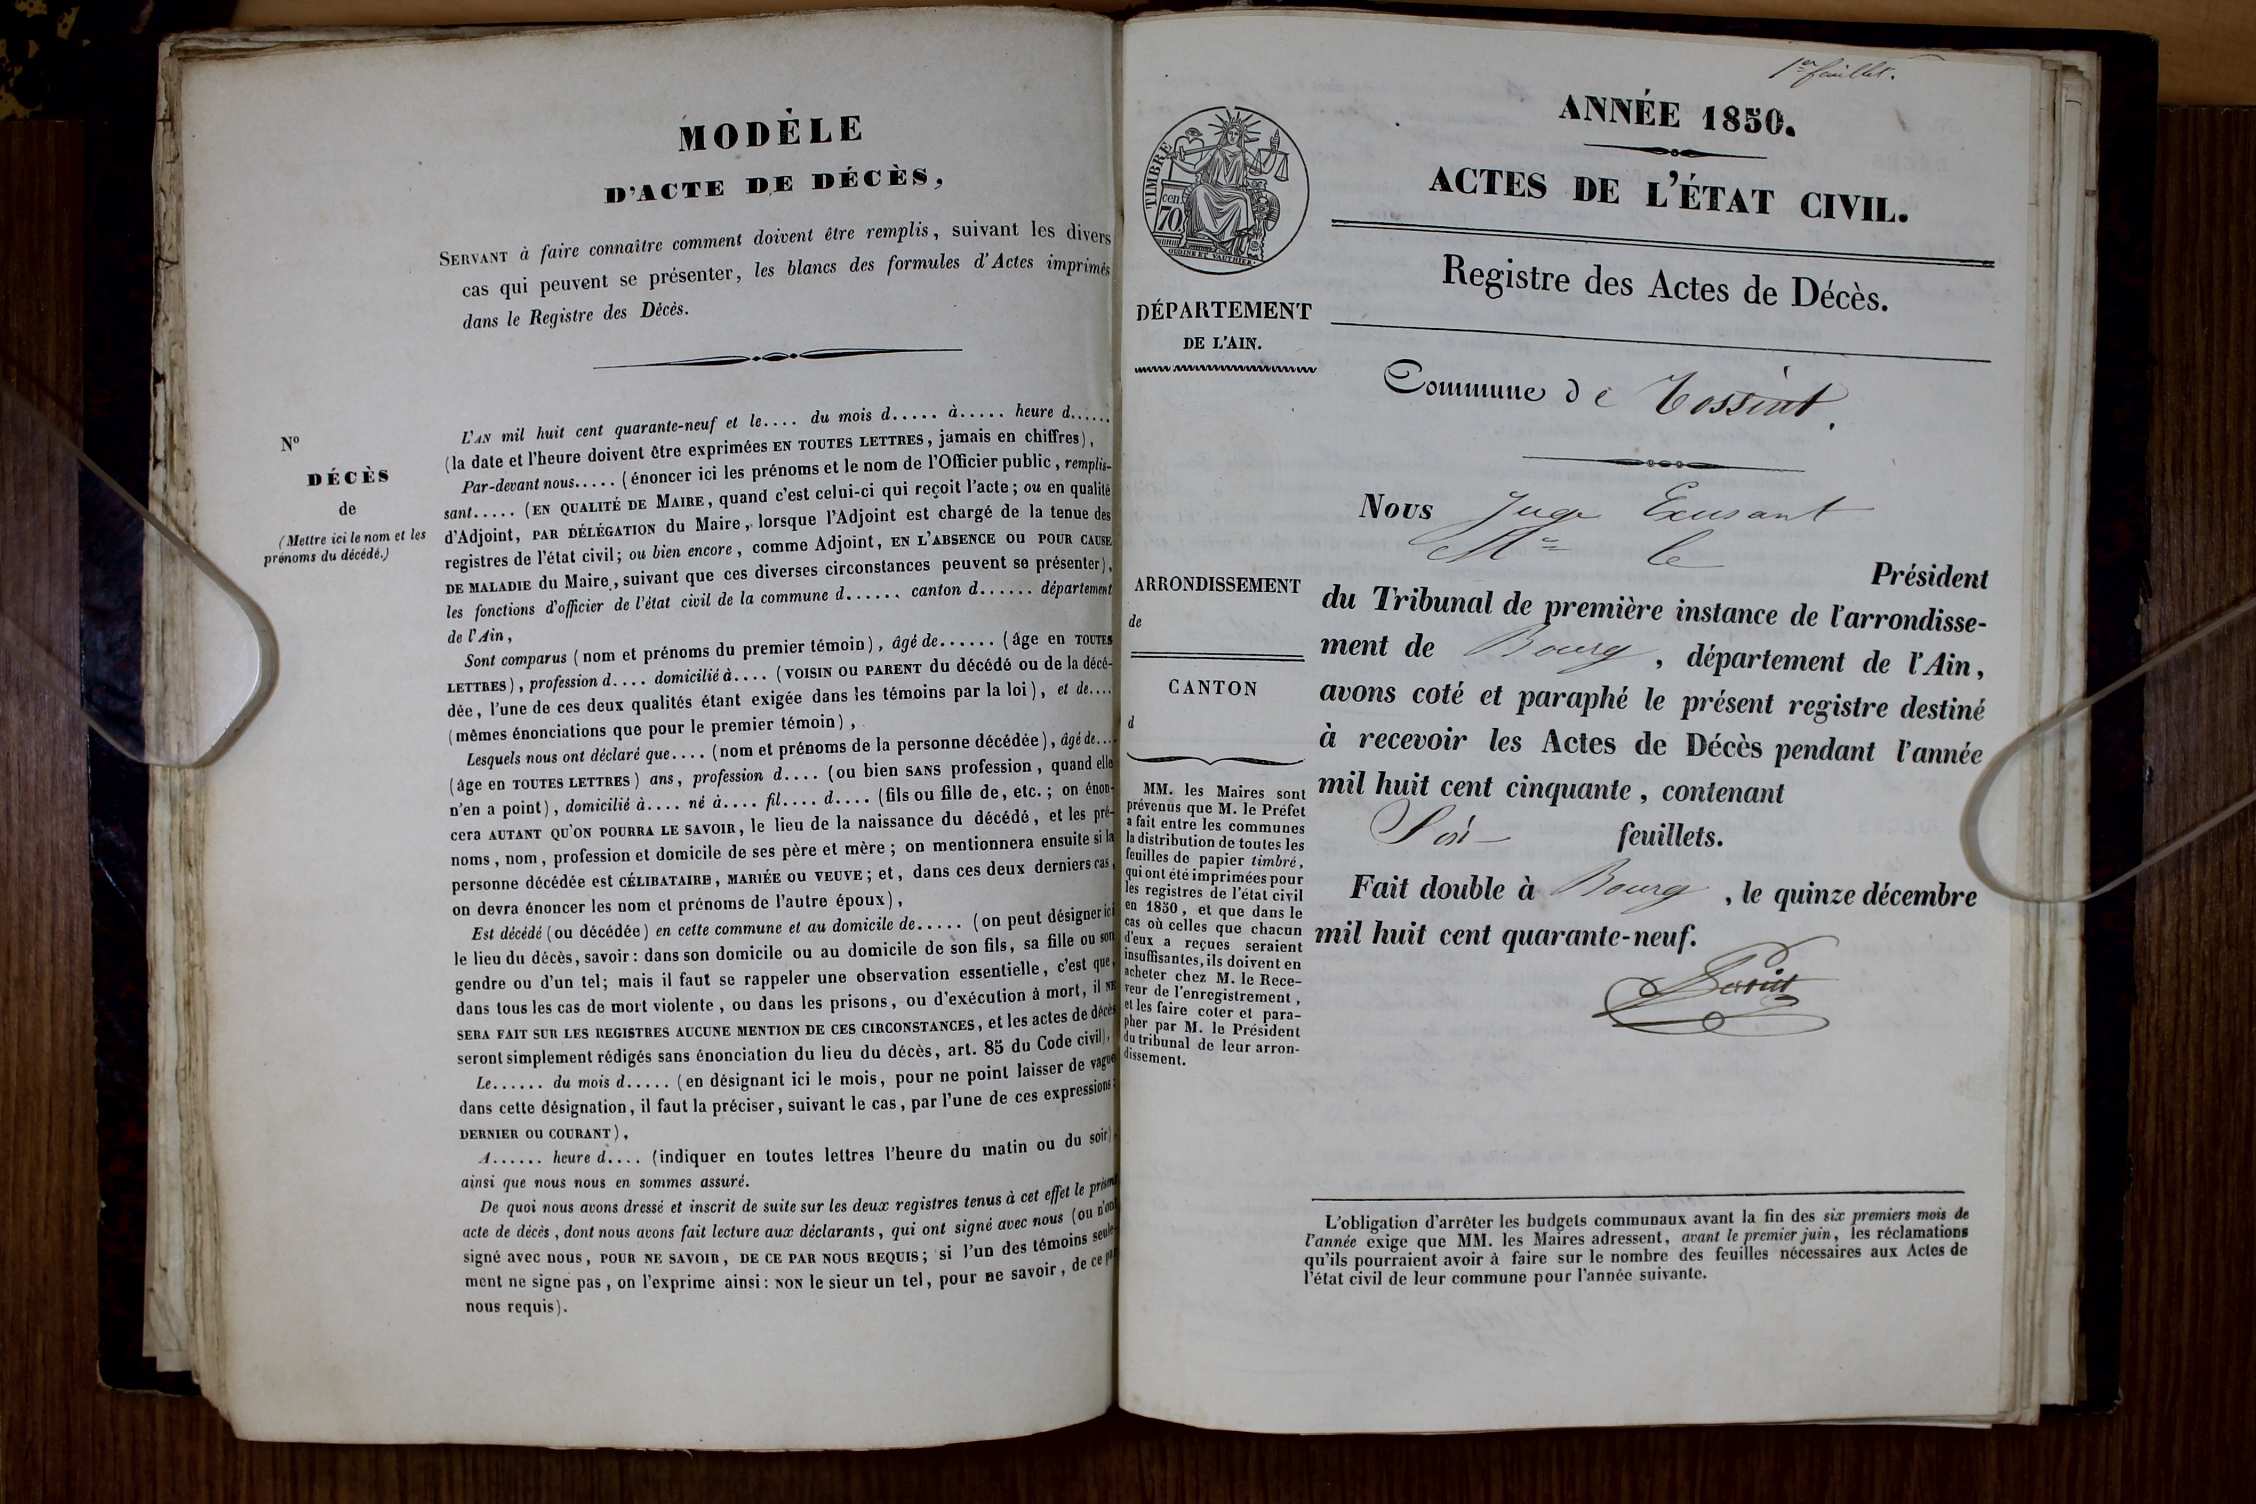 MODÈLE
D'ACTE DE DÉCÈS,
SERVANT à faire connaître comment doivent être remplis, suivant les divers
cas qui peuvent se présenter, les blancs des formules d'Actes imprimés
dans le Registre des Décès.
No
DÉCÈS
de
(Mettre ici le nom et les
prénoms du décédé.)
L'AN mil huit cent quarante-neuf et le.... du mois d..... à..... heure d......
(la date et l'heure doivent être exprimées EN TOUTES LETTRES, jamais en chiffres),
Par-devant nous..... (énoncer ici les prénoms et le nom de l'Officier public, remplis-
sant..... (EN QUALITÉ DE MAIRE, quand c'est celui-ci qui reçoit l'acte; ou en qualité
d'Adjoint, PAR DÉLÉGATION du Maire, lorsque l'Adjoint est chargé de la tenue des
registres de l'état civil; ou bien encore, comme Adjoint, EN L'ABSENCE OU POUR CAUSE
DE MALADIE du Maire, suivant que ces diverses circonstances peuvent se présenter),
les fonctions d'officier de l'état civil de la commune d...... canton d...... département
de l'Ain,
Sont comparus (nom et prénoms du premier témoin), âgé de...... (âge en TOUTES
LETTRES), profession d.... domicilié à.... (VOISIN OU PARENT du décédé ou de la décé-
dée, l'une de ces deux qualités étant exigée dans les témoins par la loi), et de....
(mêmes énonciations que pour le premier témoin),
Lesquels nous ont déclaré que.... (nom et prénoms de la personne décédée), âgé de...
(âge en TOUTES LETTRES) ans, profession d.... (ou bien SANS profession, quand elle
n'en a point), domicilié à.... né à.... fil.... d.... (fils ou fille de, etc.; on énon-
cera AUTANT QU'ON POURRA LE SAVOIR, le lieu de la naissance du décédé, et les pré-
noms, nom, profession et domicile de ses père et mère; on mentionnera ensuite si la
personne décédée est CÉLIBATAIRE, MARIÉE OU VEUVE; et, dans ces deux derniers cas,
on devra énoncer les nom et prénoms de l'autre époux),
Est décédé (ou décédée) en cette commune et au domicile de..... (on peut désigner ici
le lieu du décès, savoir: dans son domicile ou au domicile de son fils, sa fille ou son
gendre ou d'un tel; mais il faut se rappeler une observation essentielle, c'est que,
dans tous les cas de mort violente, ou dans les prisons, ou d'exécution à mort, il NE
SERA FAIT SUR LES REGISTRES AUCUNE MENTION DE CES CIRCONSTANCES, et les actes de décès
seront simplement rédigés sans énonciation du lieu du décès, art. 85 du Code civil),
Le...... du mois d..... (en désignant ici le mois, pour ne point laisser de vague
dans cette désignation, il faut la préciser, suivant le cas, par l'une de ces expressions:
DERNIER OU COURANT),
A...... heure d.... (indiquer en toutes lettres l'heure du matin ou du soir),
ainsi que nous nous en sommes assuré.
De quoi nous avons dressé et inscrit de suite sur les deux registres tenus à cet effet le présent
acte de décès, dont nous avons fait lecture aux déclarants, qui ont signé avec nous (ou n'ont
signé avec nous, POUR NE SAVOIR, DE CE PAR NOUS REQUIS; si l'un des témoins seule-
ment ne signe pas, on l'exprime ainsi: NON le sieur un tel, pour ne savoir, de ce par
nous requis).
1er feuillet.
ANNÉE 1850.
ACTES DE L'ÉTAT CIVIL.
TIMBRE
70 cen.
Registre des Actes de Décès.
DÉPARTEMENT
DE L'AIN.
Commune de Tossiat.
Nous Juge Exusant
Mr le Président
du Tribunal de première instance de l'arrondisse-
ment de Bourg, département de l'Ain,
avons coté et paraphé le présent registre destiné
à recevoir les Actes de Décès pendant l'année
mil huit cent cinquante, contenant
feuillets.
Fait double à Bourg, le quinze décembre
mil huit cent quarante-neuf.
ARRONDISSEMENT
de
CANTON
d
MM. les Maires sont
prévenus que M. le Préfet
a fait entre les communes
la distribution de toutes les
feuilles de papier timbré,
qui ont été imprimées pour
les registres de l'état civil
en 1850, et que dans le
cas où celles que chacun
d'eux a reçues seraient
insuffisantes, ils doivent en
acheter chez M. le Rece-
veur de l'enregistrement,
et les faire coter et para-
pher par M. le Président
du tribunal de leur arron-
dissement.
L'obligation d'arrêter les budgets communaux avant la fin des six premiers mois de
l'année exige que MM. les Maires adressent, avant le premier juin, les réclamations
qu'ils pourraient avoir à faire sur le nombre des feuilles nécessaires aux Actes de
l'état civil de leur commune pour l'année suivante.